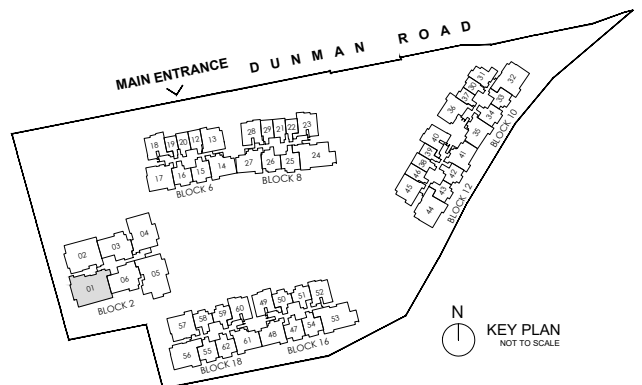 DUNMAN ROAD
MAIN ENTRANCE
18 19 20 12 13
17 16 15 14
BLOCK 6
28 29 21 22 23
27 26 25 24
BLOCK 8
31 32
30
37 33
36 34
35
BLOCK 10
40 41
39
38 42
46 43
45 44
BLOCK 12
04
03
02
01 06 05
BLOCK 2
57 58 59 60
56 55 62 61
BLOCK 18
49 50 51 52
48 47 54 53
BLOCK 16
N
KEY PLAN
NOT TO SCALE